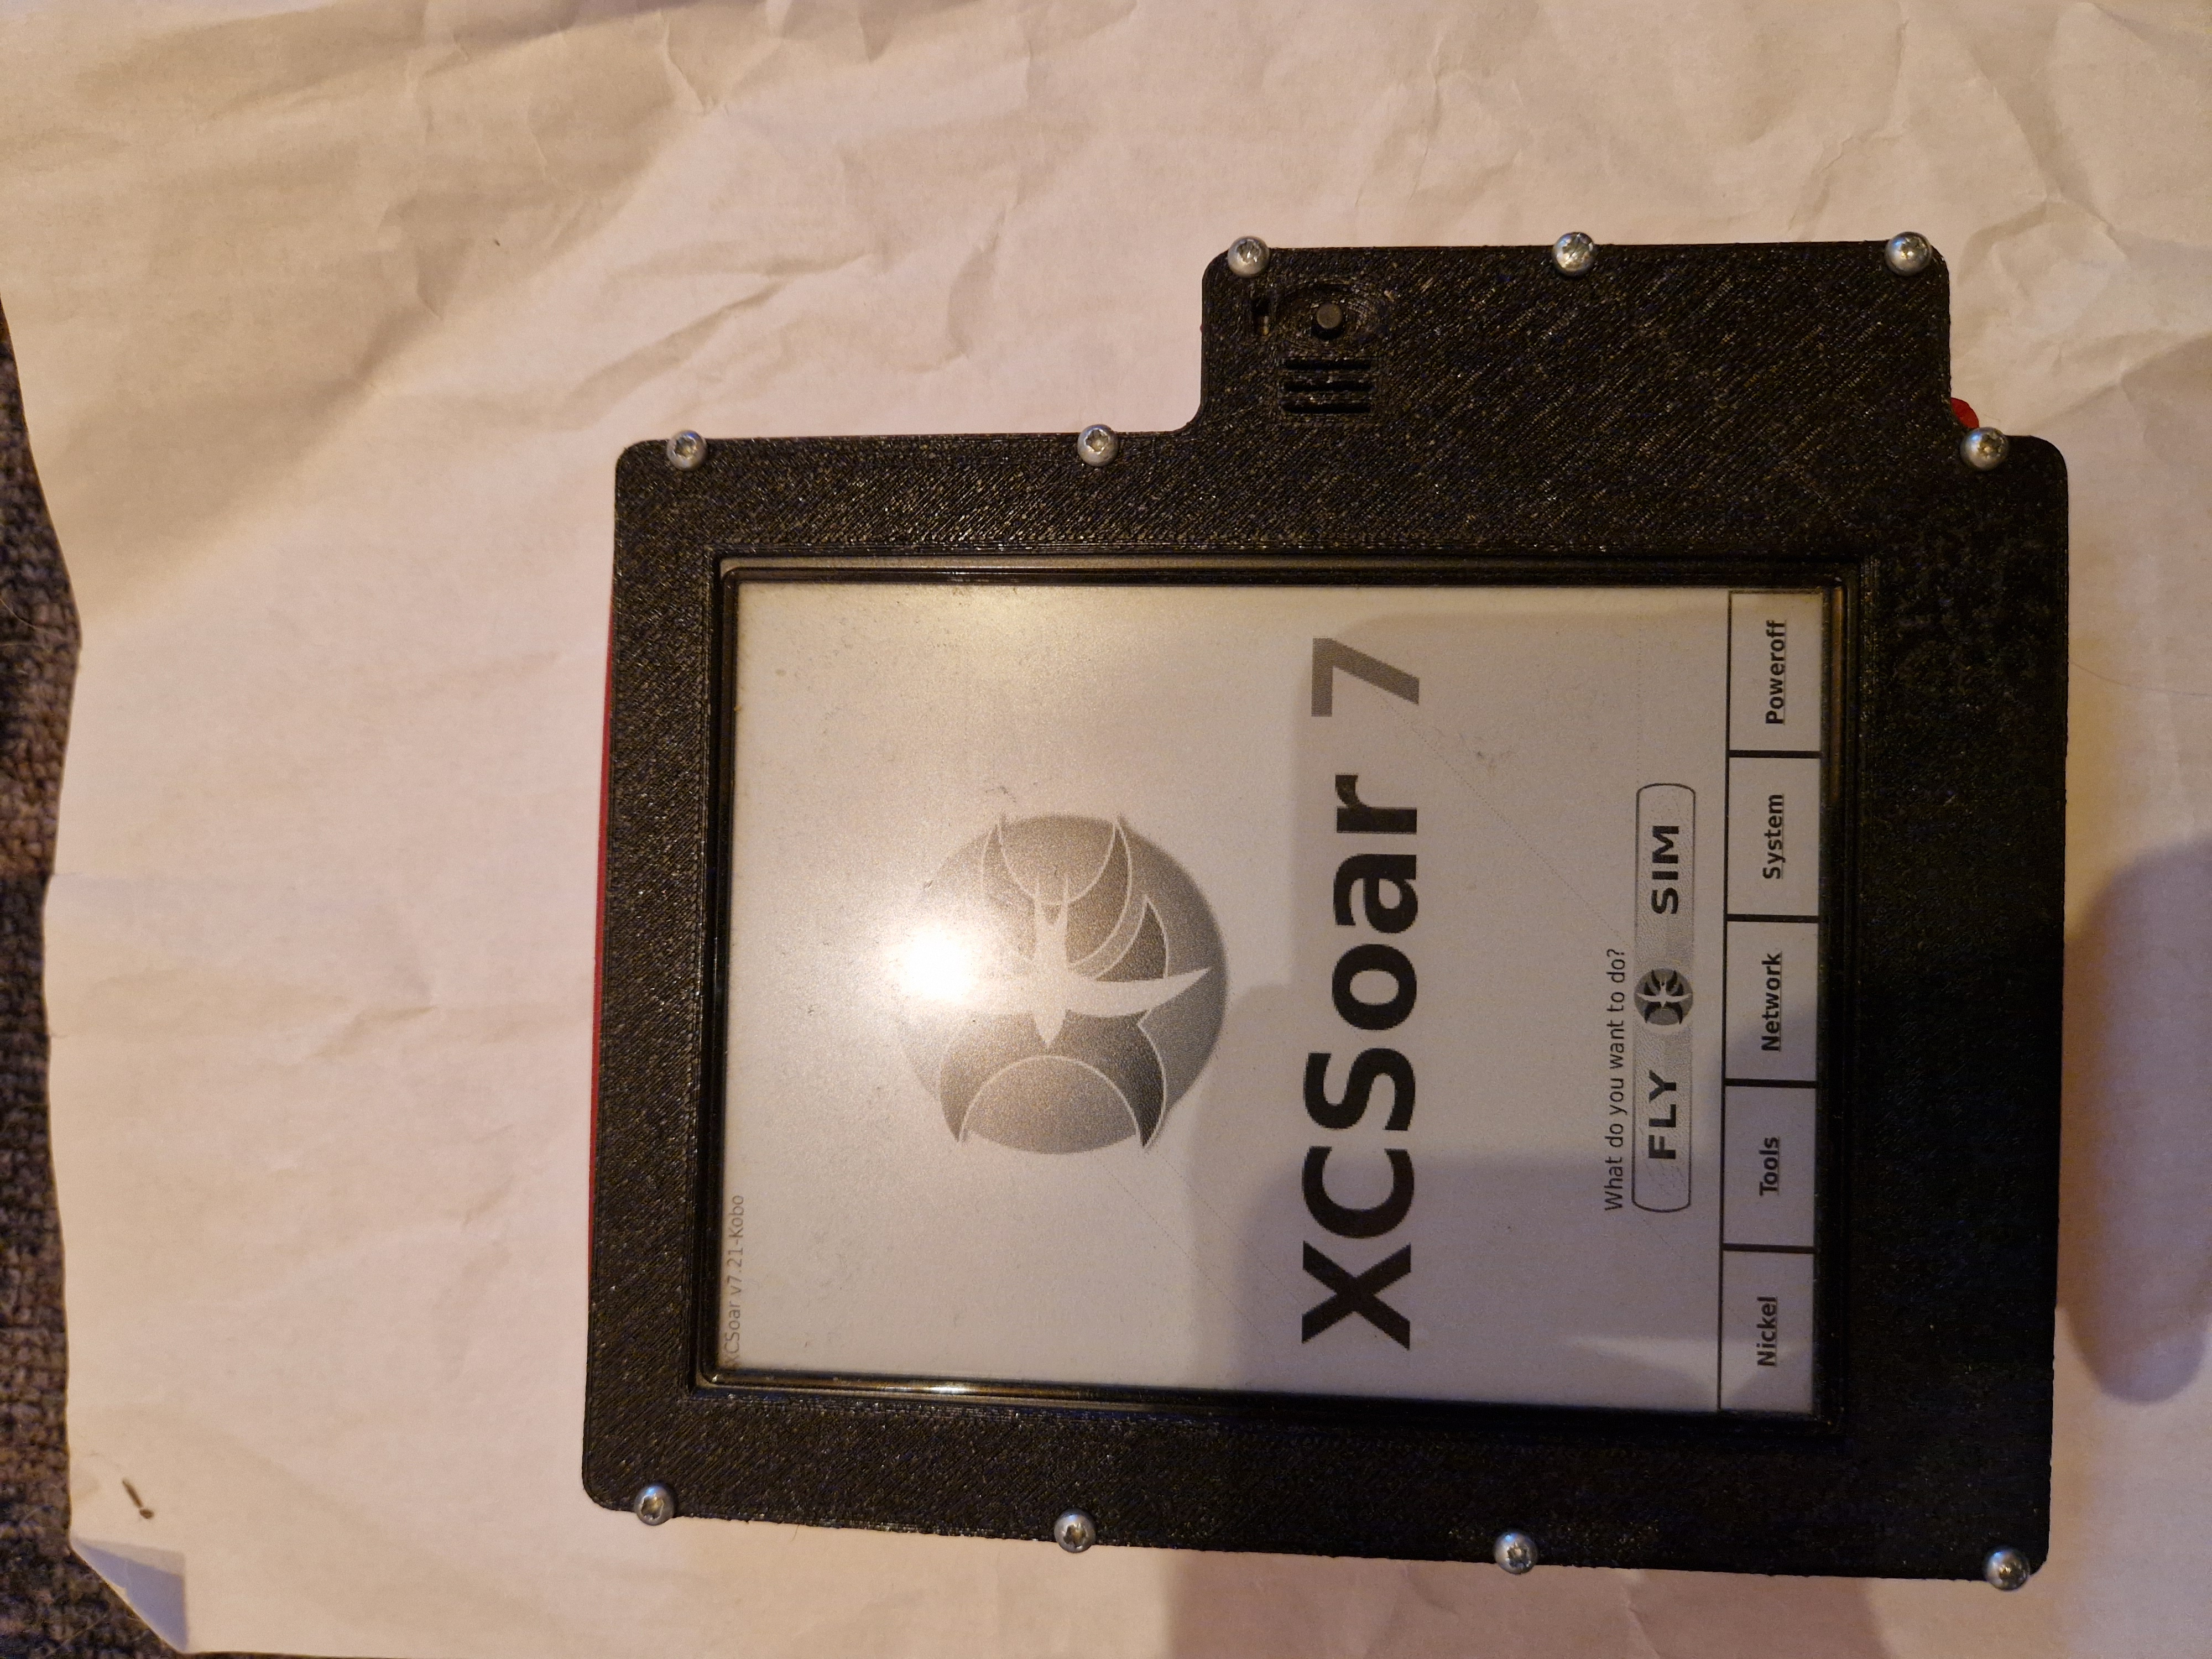 XCSoar v7.21-Kobo
XCSoar 7
What do you want to do?
FLY SIM
Nickel Tools Network System Poweroff